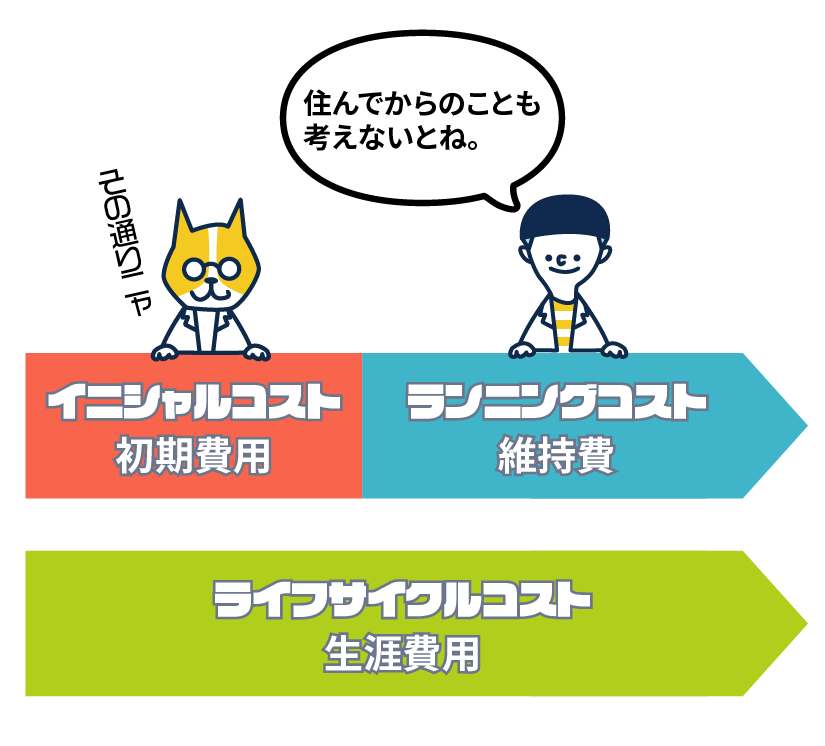 住んでからのことも
考えないとね。
その通りニャ
イニシャルコスト
初期費用
ランニングコスト
維持費
ライフサイクルコスト
生涯費用